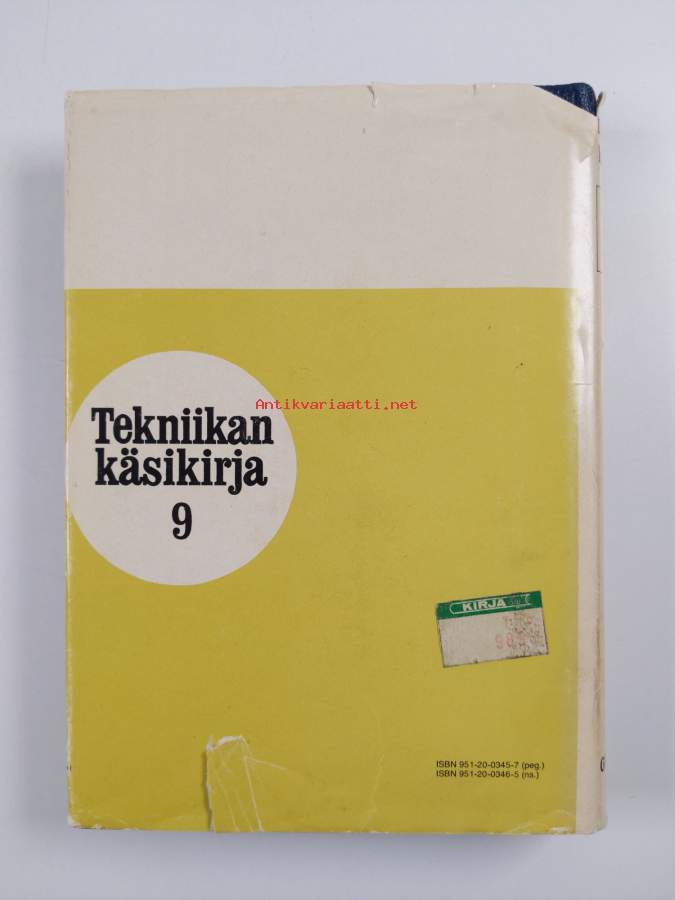 Antikvariaatti.net
Tekniikan
käsikirja
9
KIRJA
ISBN 951-20-0345-7 (peg.)
ISBN 951-20-0346-5 (na.)